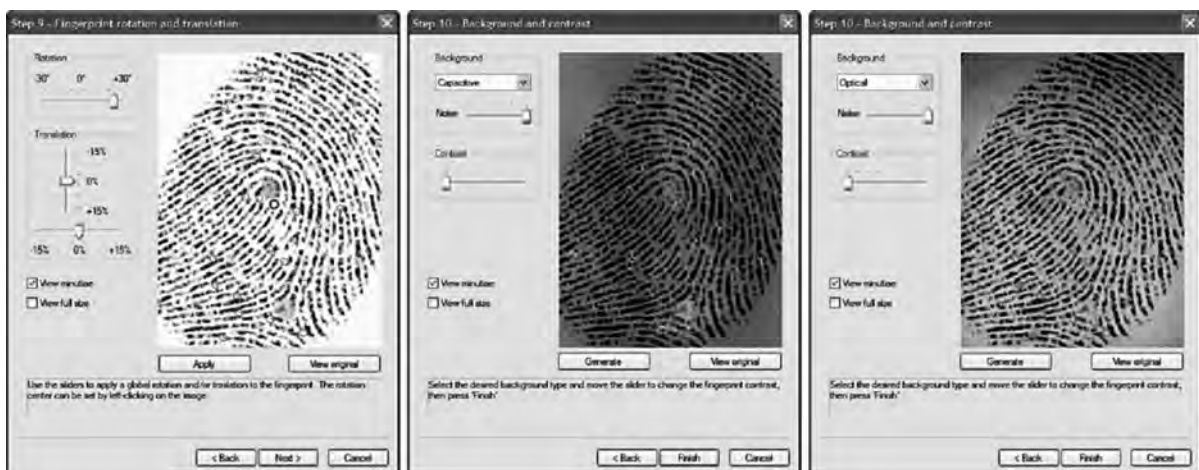 Step 9 - Fingerprint rotation and translation
Rotation
-30° 0° +30°
Translation
-15%
0%
+15%
-15% 0% +15%
View minutiae
View full size
Apply View original
Use the sliders to apply a global rotation and/or traslation to the fingerprint. The rotation
center can be set by left-clicking on the image.
< Back Next > Cancel
Step 10 - Background and contrast
Background
Capacitive
Noise
Contrast
View minutiae
View full size
Generate View original
Select the desired background type and move the slider to change the fingerprint contrast,
then press 'Finish'
< Back Finish Cancel
Step 10 - Background and contrast
Background
Optical
Noise
Contrast
View minutiae
View full size
Generate View original
Select the desired background type and move the slider to change the fingerprint contrast,
then press 'Finish'
< Back Finish Cancel